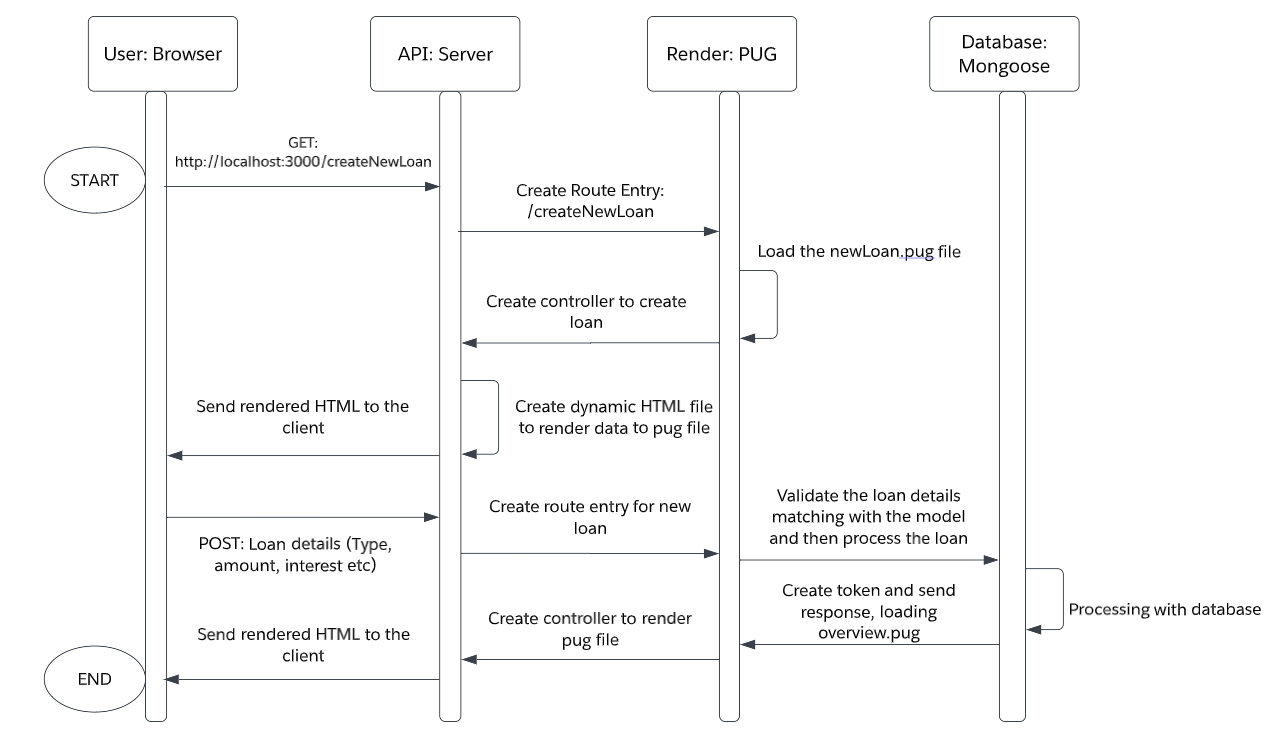 User: Browser
API: Server
Render: PUG
Database:
Mongoose
GET:
http://localhost:3000/createNewLoan
START
Create Route Entry:
/createNewLoan
Load the newLoan.pug file
Create controller to create
loan
Send rendered HTML to the
client
Create dynamic HTML file
to render data to pug file
Validate the loan details
matching with the model
and then process the loan
Create route entry for new
loan
POST: Loan details (Type,
amount, interest etc)
Create token and send
response, loading
overview.pug
Processing with database
Create controller to render
pug file
Send rendered HTML to the
client
END